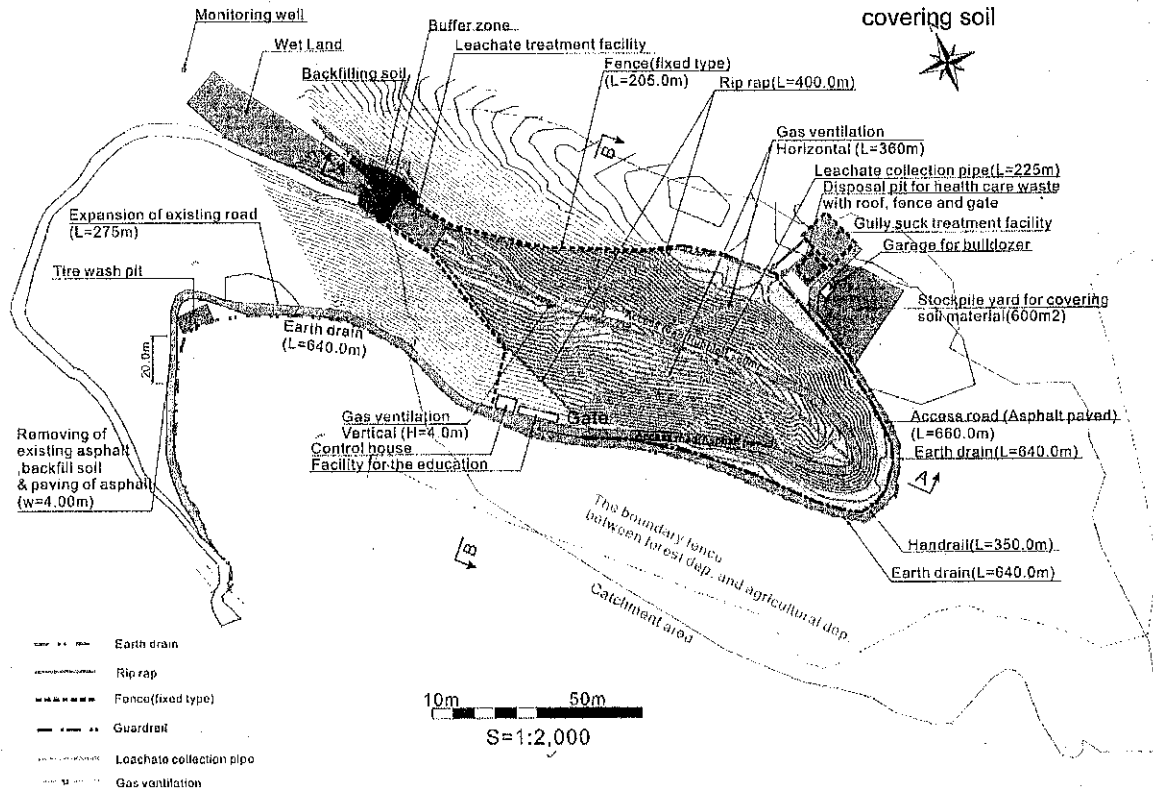 Monitoring well
Wet Land
Backfilling soil
Buffer zone
Leachate treatment facility
Fence(fixed type)
(L=205.0m)
Rip rap(L=400.0m)
covering soil
Gas ventilation
Horizontal (L=360m)
Leachate collection pipe(L=225m)
Disposal pit for health care waste
with roof, fence and gate
Gully suck treatment facility
Garage for bulldozer
Stockpile yard for covering
soil material(600m2)
Expansion of existing road
(L=275m)
Tire wash pit
20.0m
Earth drain
(L=640.0m)
Removing of
existing asphalt
,backfill soil
& paving of asphalt
(w=4.00m)
Gas ventilation
Vertical (H=4.0m)
Control house
Facility for the education
Gate
Access road (Asphalt paved)
Access road (Asphalt paved)
(L=660.0m)
Earth drain(L=640.0m)
A
B
B
Handrail(L=350.0m)
Earth drain(L=640.0m)
The boundary fence
between forest dep. and agricultural dep.
Catchment area
Earth drain
Rip rap
Fence(fixed type)
Guardrail
Leachate collection pipe
Gas ventilation
10m 50m
S=1:2,000